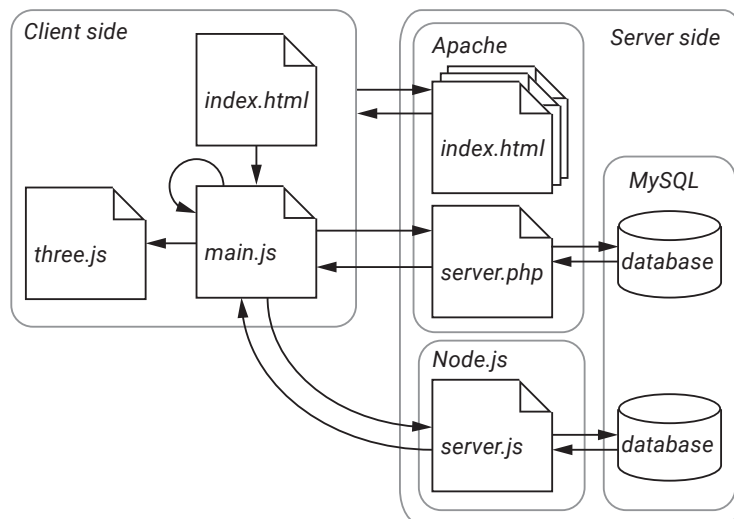 Client side
index.html
three.js
main.js
Server side
Apache
index.html
server.php
Node.js
server.js
MySQL
database
database